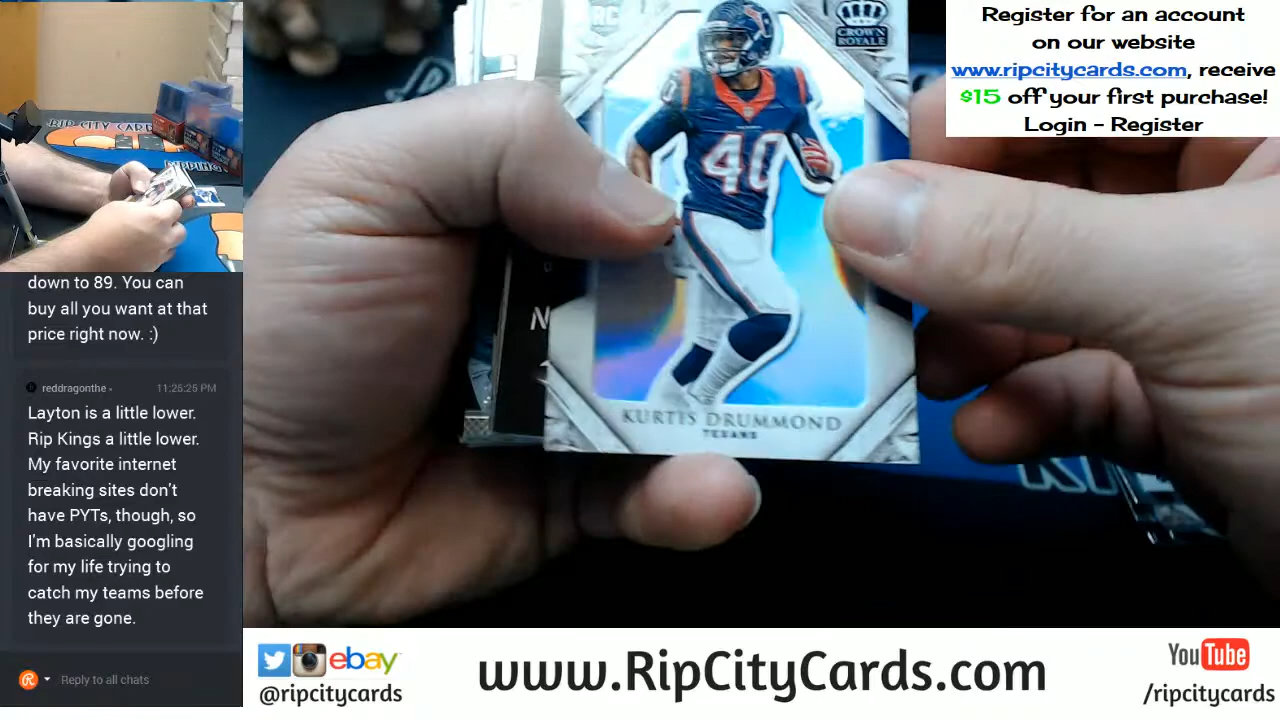 Register for an account
on our website
www.ripcitycards.com, receive
$15 off your first purchase!
Login - Register
RIP CITY CARD
RIPPING
down to 89. You can
buy all you want at that
price right now. :)
reddragonthe
11:25:25 PM
Layton is a little lower.
Rip Kings a little lower.
My favorite internet
breaking sites don't
have PYTs, though, so
I'm basically googling
for my life trying to
catch my teams before
they are gone.
Reply to all chats
RC
CROWN
ROYALE
40
KURTIS DRUMMOND
TEXANS
ebay
@ripcitycards
www.RipCityCards.com
YouTube
/ripcitycards